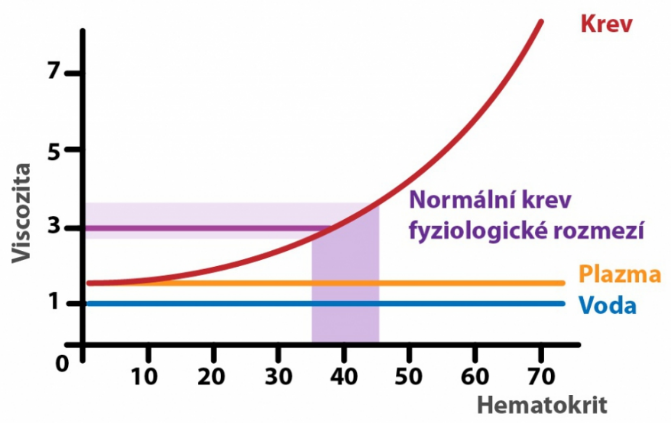 Krev
7
5
3
1
0
Viscozita
Normální krev
fyziologické rozmezí
Plazma
Voda
10 20 30 40 50 60 70
Hematokrit